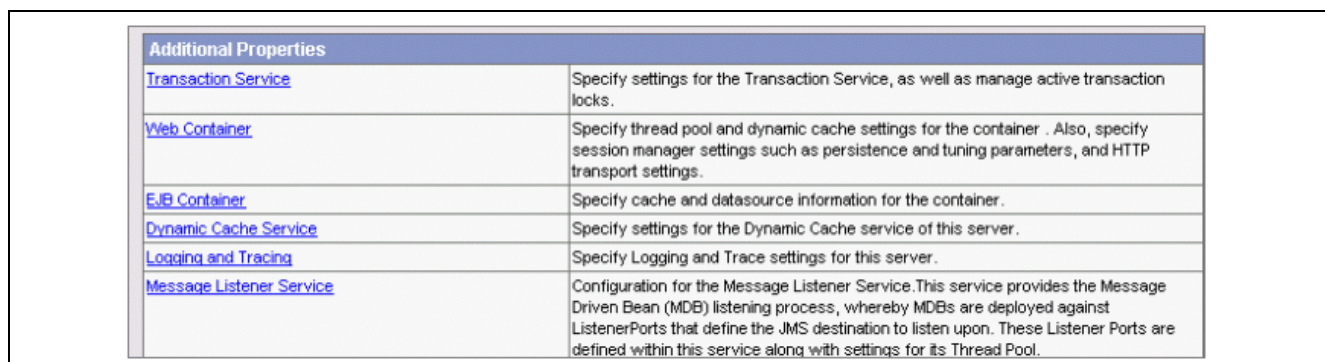 Additional Properties
Transaction Service
Specify settings for the Transaction Service, as well as manage active transaction
locks.
Web Container
Specify thread pool and dynamic cache settings for the container . Also, specify
session manager settings such as persistence and tuning parameters, and HTTP
transport settings.
EJB Container
Specify cache and datasource information for the container.
Dynamic Cache Service
Specify settings for the Dynamic Cache service of this server.
Logging and Tracing
Specify Logging and Trace settings for this server.
Message Listener Service
Configuration for the Message Listener Service.This service provides the Message
Driven Bean (MDB) listening process, whereby MDBs are deployed against
ListenerPorts that define the JMS destination to listen upon. These Listener Ports are
defined within this service along with settings for its Thread Pool.